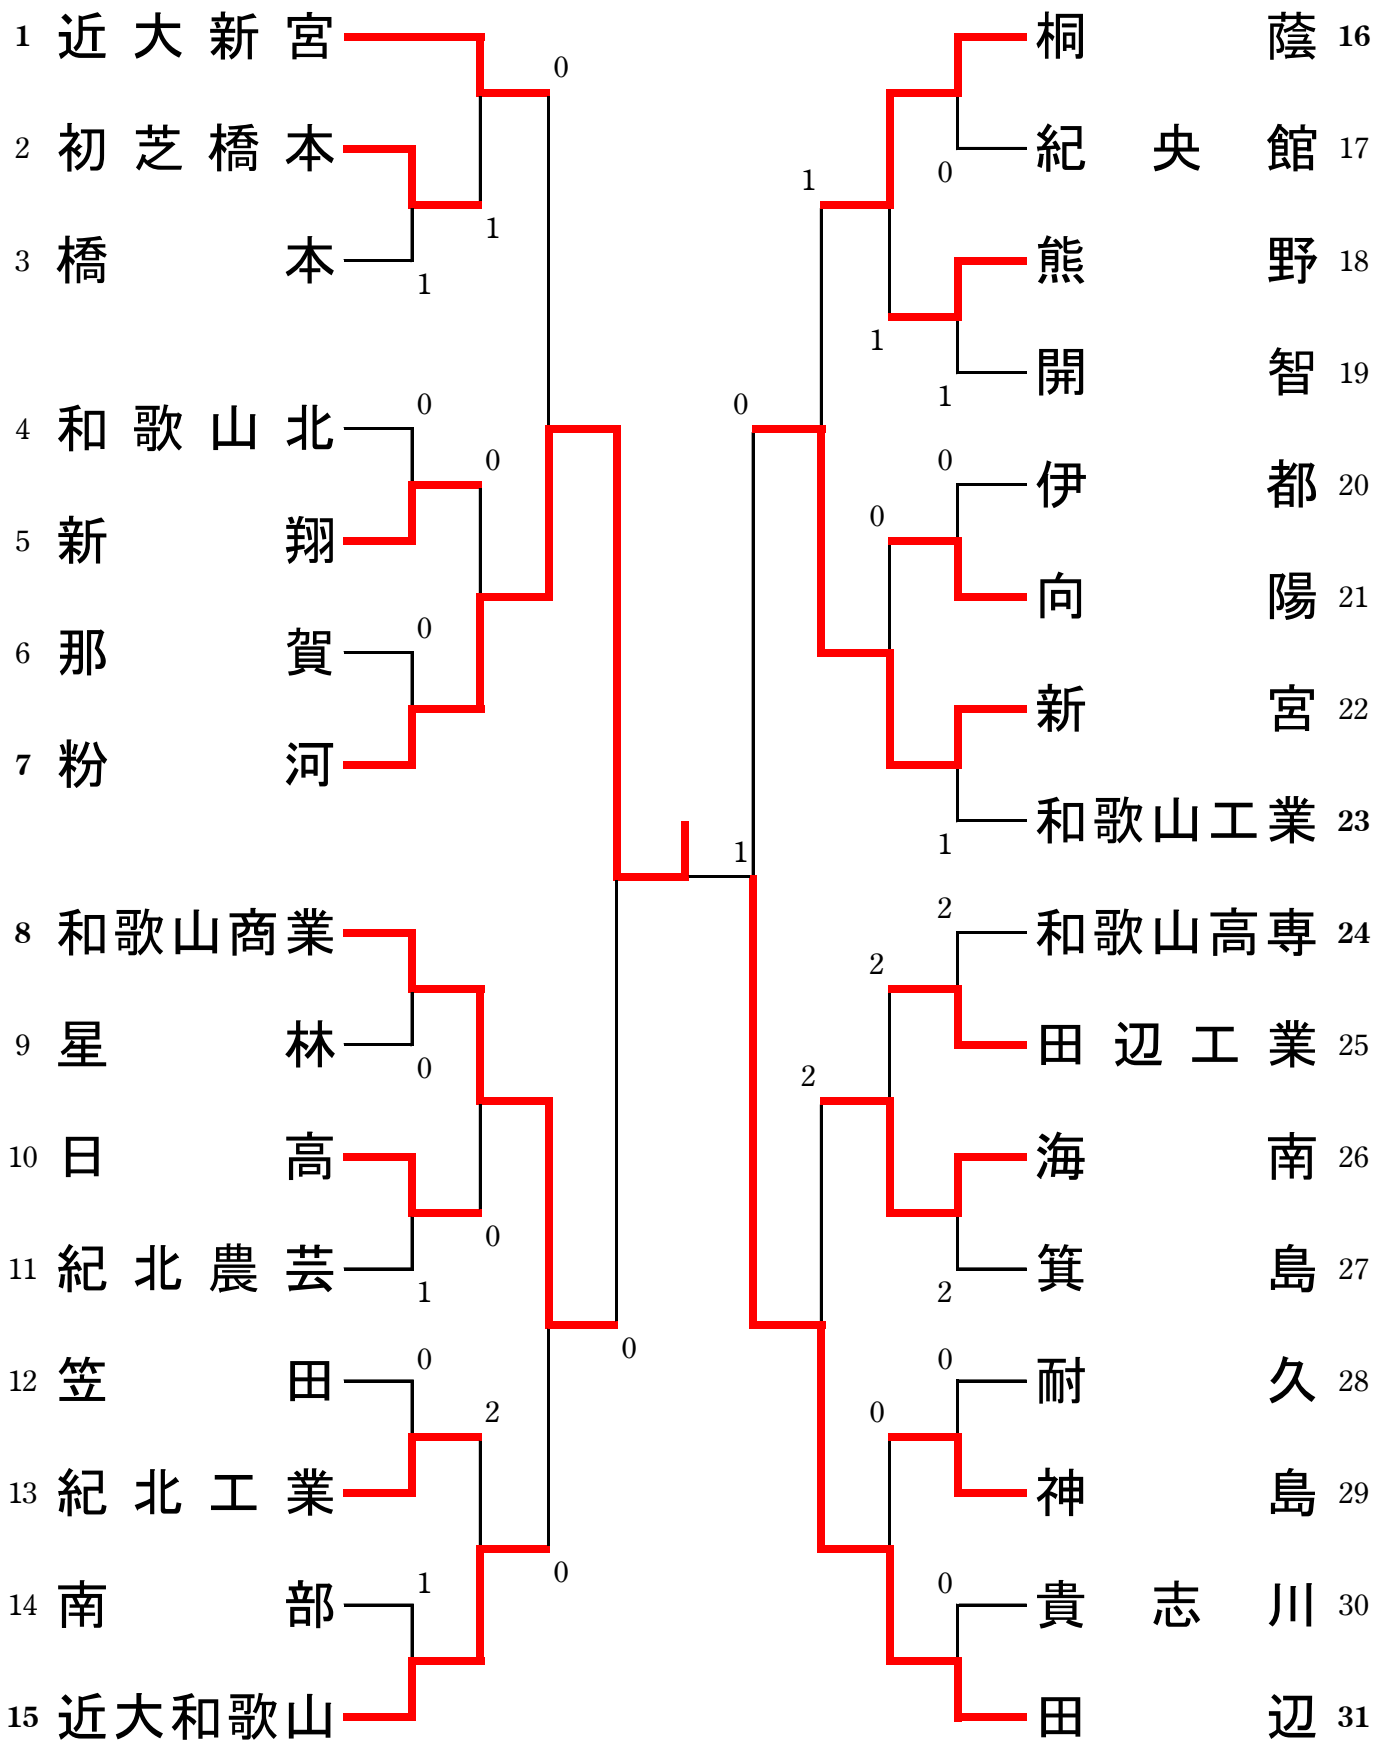 1 近大新宮
2 初芝橋本
3 橋本
4 和歌山北
5 新翔
6 那賀
7 粉河
8 和歌山商業
9 星林
10 日高
11 紀北農芸
12 笠田
13 紀北工業
14 南部
15 近大和歌山
0
1
1
0
0
0
0
0
1
0
2
1
0
0
0
1
1
0
1
1
0
0
1
2
2
2
2
0
0
0
桐蔭 16
紀央館 17
熊野 18
開智 19
伊都 20
向陽 21
新宮 22
和歌山工業 23
和歌山高専 24
田辺工業 25
海南 26
箕島 27
耐久 28
神島 29
貴志川 30
田辺 31